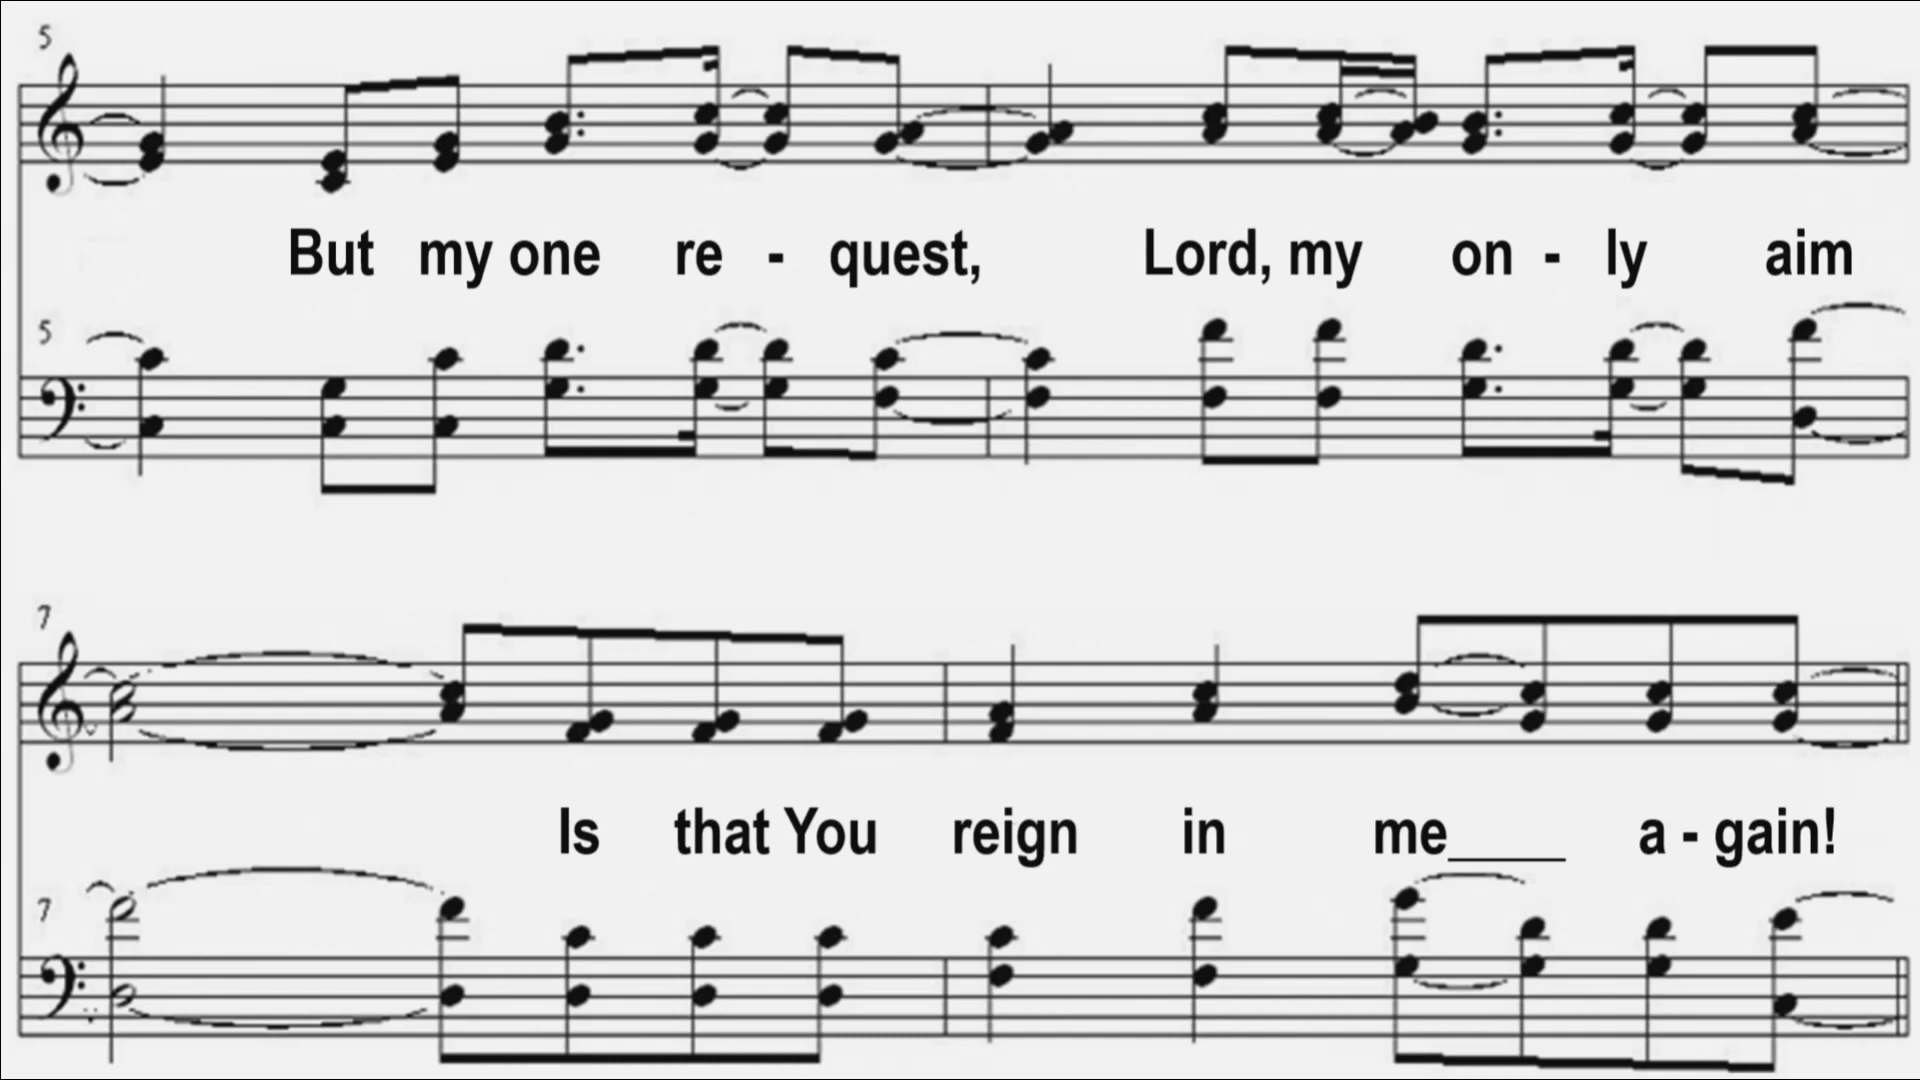 5
But my one re - quest, Lord, my on - ly aim
5
7
Is that You reign in me____ a - gain!
7